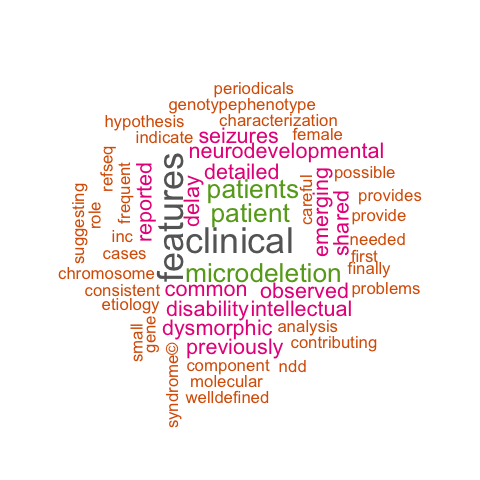 periodicals
genotypephenotype
hypothesis
characterization
indicate
seizures
female
neurodevelopmental
refseq
features
detailed
possible
frequent
reported
delay
patients
careful
emerging
provides
suggesting
role
patient
shared
provide
inc
clinical
needed
cases
first
chromosome
microdeletion
finally
consistent
common
observed
problems
etiology
disability
intellectual
small
gene
dysmorphic
analysis
previously
contributing
syndrome©
component
ndd
molecular
welldefined